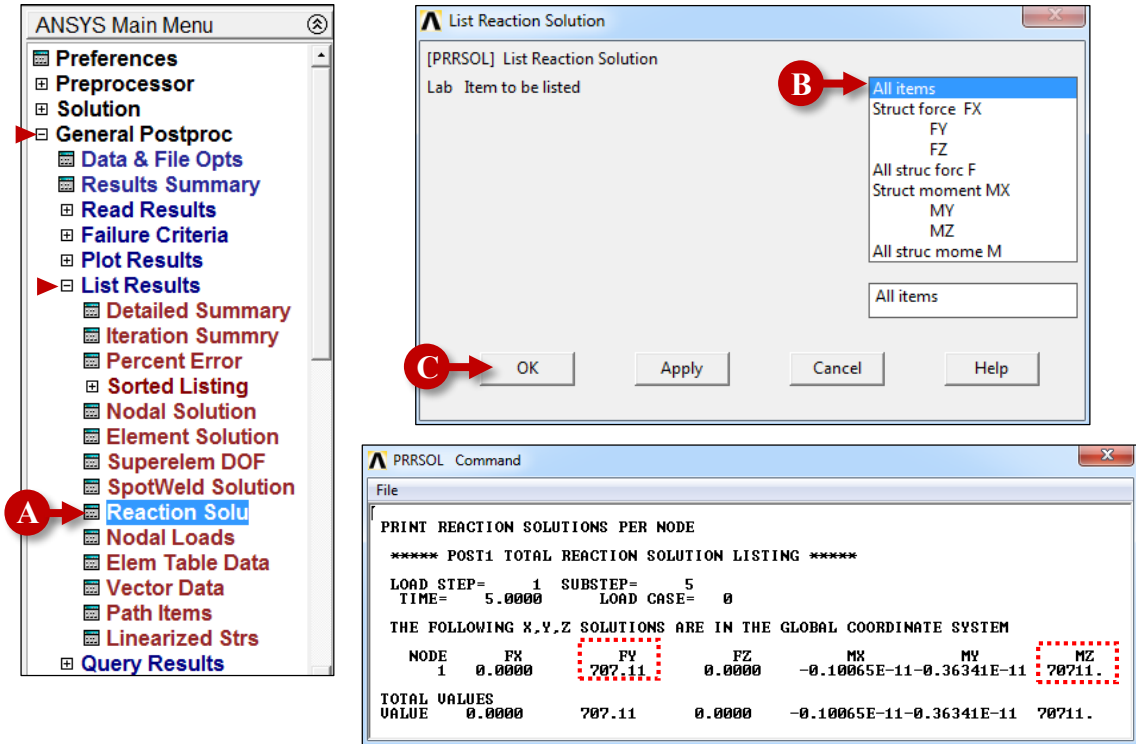 ANSYS Main Menu
Preferences
Preprocessor
Solution
General Postproc
Data & File Opts
Results Summary
Read Results
Failure Criteria
Plot Results
List Results
Detailed Summary
Iteration Summry
Percent Error
Sorted Listing
Nodal Solution
Element Solution
Superelem DOF
SpotWeld Solution
A
Reaction Solu
Nodal Loads
Elem Table Data
Vector Data
Path Items
Linearized Strs
Query Results
List Reaction Solution
[PRRSOL] List Reaction Solution
Lab Item to be listed
B
All items
Struct force FX
FY
FZ
All struc forc F
Struct moment MX
MY
MZ
All struc mome M
All items
C
OK Apply Cancel Help
PRRSOL Command
File
PRINT REACTION SOLUTIONS PER NODE
***** POST1 TOTAL REACTION SOLUTION LISTING *****
LOAD STEP= 1 SUBSTEP= 5
TIME= 5.0000 LOAD CASE= 0
THE FOLLOWING X,Y,Z SOLUTIONS ARE IN THE GLOBAL COORDINATE SYSTEM
NODE FX FY FZ MX MY MZ
1 0.0000 707.11 0.0000 -0.10065E-11-0.36341E-11 70711.
TOTAL VALUES
VALUE 0.0000 707.11 0.0000 -0.10065E-11-0.36341E-11 70711.